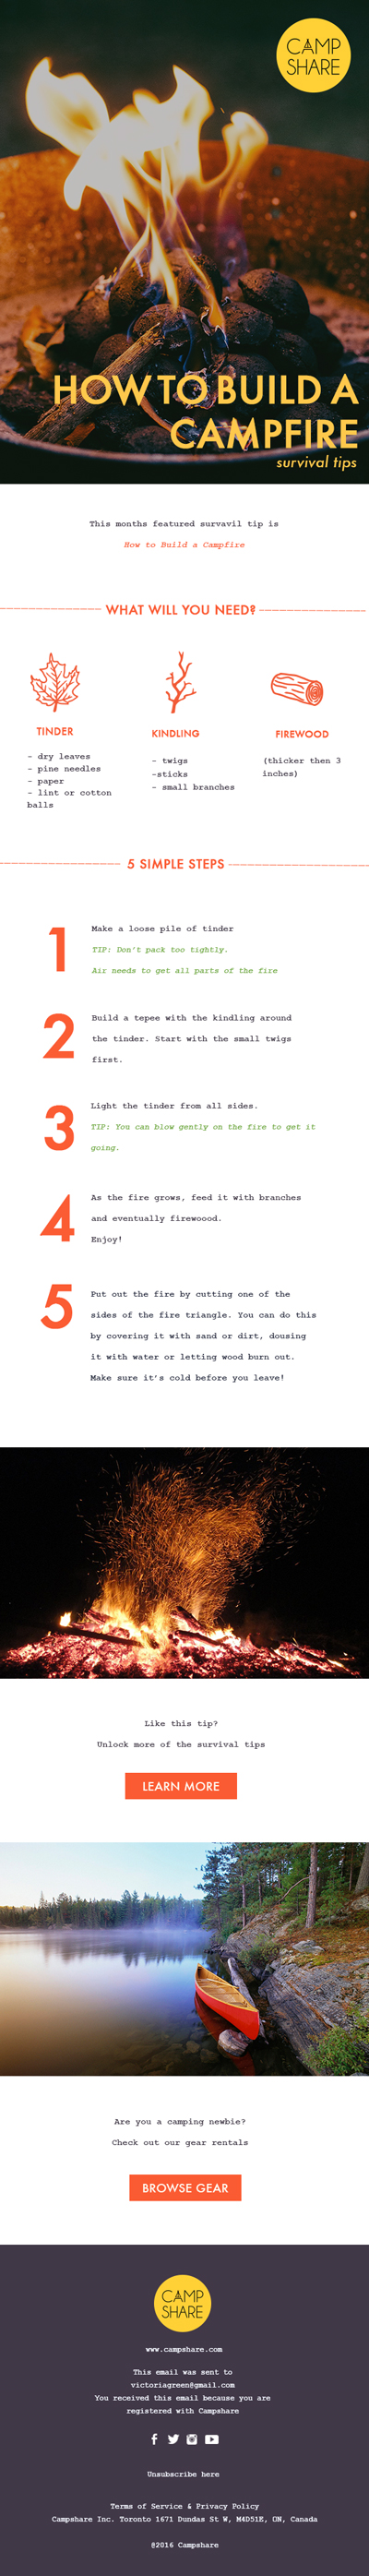 CAMP
SHARE
HOW TO BUILD A
CAMPFIRE
survival tips
This months featured survavil tip is
How to Build a Campfire
WHAT WILL YOU NEED?
TINDER
- dry leaves
- pine needles
- paper
- lint or cotton
balls
KINDLING
- twigs
-sticks
- small branches
FIREWOOD
(thicker then 3
inches)
5 SIMPLE STEPS
1
Make a loose pile of tinder
TIP: Don't pack too tightly.
Air needs to get all parts of the fire
2
Build a tepee with the kindling around
the tinder. Start with the small twigs
first.
3
Light the tinder from all sides.
TIP: You can blow gently on the fire to get it
going.
4
As the fire grows, feed it with branches
and eventually firewoood.
Enjoy!
5
Put out the fire by cutting one of the
sides of the fire triangle. You can do this
by covering it with sand or dirt, dousing
it with water or letting wood burn out.
Make sure it's cold before you leave!
Like this tip?
Unlock more of the survival tips
LEARN MORE
Are you a camping newbie?
Check out our gear rentals
BROWSE GEAR
CAMP
SHARE
www.campshare.com
This email was sent to
victoriagreen@gmail.com
You received this email because you are
registered with Campshare
Unsubscribe here
Terms of Service & Privacy Policy
Campshare Inc. Toronto 1671 Dundas St W, M4D51E, ON, Canada
@2016 Campshare